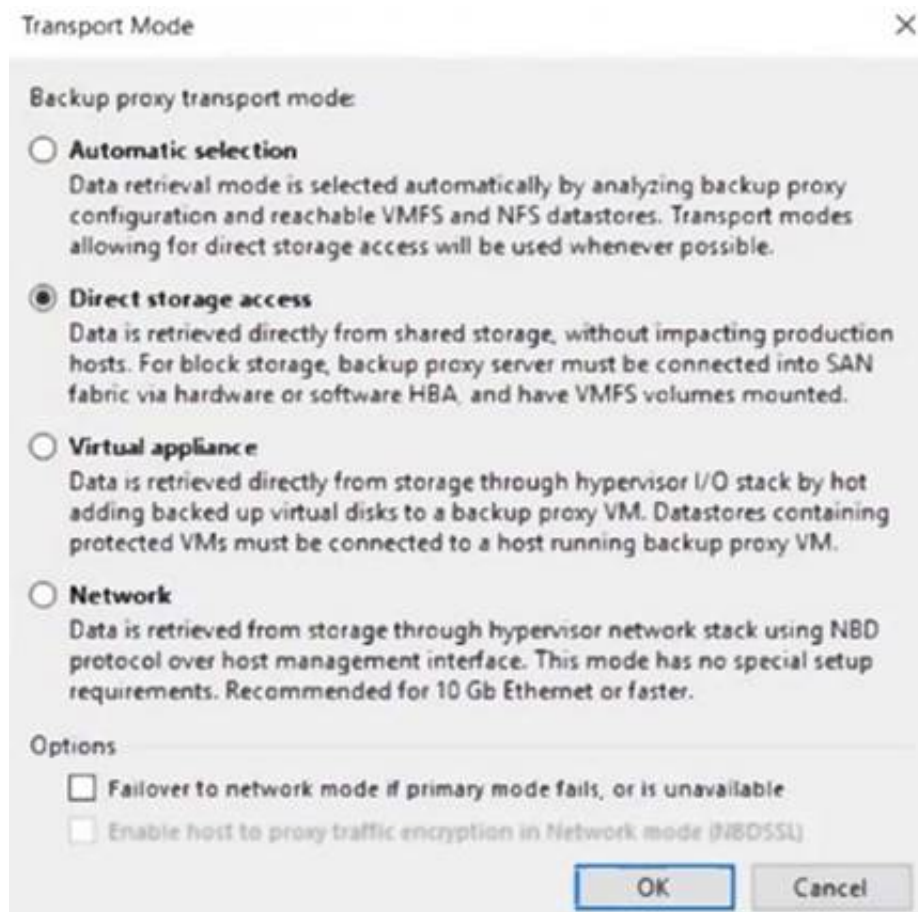 Transport Mode
Backup proxy transport mode:
Automatic selection
Data retrieval mode is selected automatically by analyzing backup proxy
configuration and reachable VMFS and NFS datastores. Transport modes
allowing for direct storage access will be used whenever possible.
Direct storage access
Data is retrieved directly from shared storage, without impacting production
hosts. For block storage, backup proxy server must be connected into SAN
fabric via hardware or software HBA, and have VMFS volumes mounted.
Virtual appliance
Data is retrieved directly from storage through hypervisor I/O stack by hot
adding backed up virtual disks to a backup proxy VM. Datastores containing
protected VMs must be connected to a host running backup proxy VM.
Network
Data is retrieved from storage through hypervisor network stack using NBD
protocol over host management interface. This mode has no special setup
requirements. Recommended for 10 Gb Ethernet or faster.
Options
Failover to network mode if primary mode fails, or is unavailable
Enable host to proxy traffic encryption in Network mode (NBDSSL)
OK Cancel